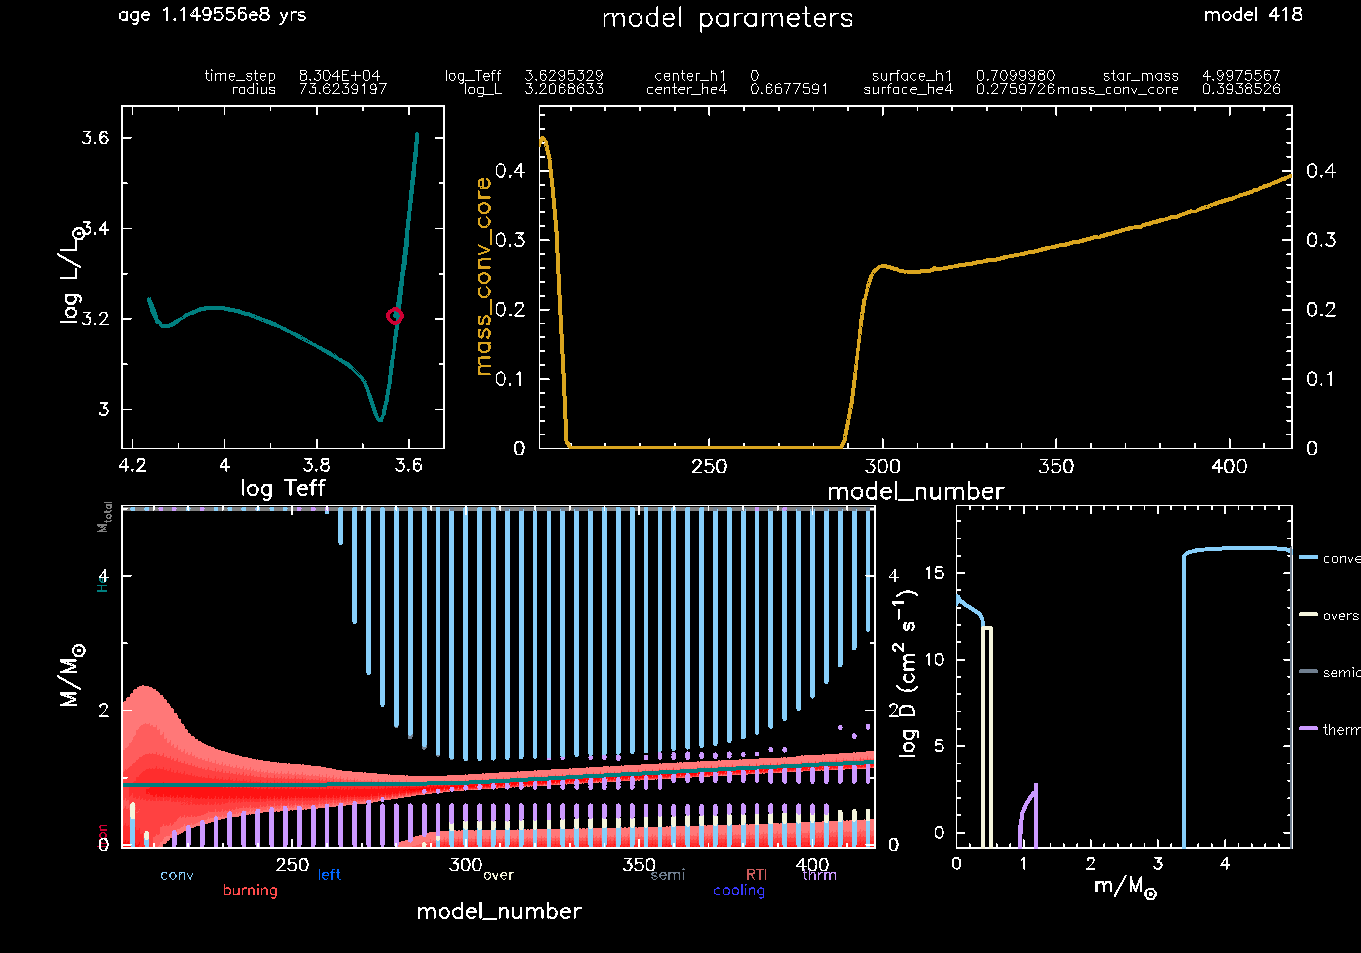 age 1.149556e8 yrs
model parameters
model 418
time_step 8.304E+04 log_Teff 3.6295329 center_h1 0 surface_h1 0.7099980 star_mass 4.9975567
radius 73.6239197 log_L 3.2068633 center_he4 0.6677591 surface_he4 0.2759726 mass_conv_core 0.3938526
log L/L⊙
3.6
3.4
3.2
3
4.2 4 3.8 3.6
log Teff
mass_conv_core
0.4 0.4
0.3 0.3
0.2 0.2
0.1 0.1
0 0
250 300 350 400
model_number
M/M⊙
Mtotal
He
4 4
2 2
0 0
250 300 350 400
conv left over semi RTI thrm
burning cooling
model_number
log D (cm² s⁻¹)
15
10
5
0
0 1 2 3 4
m/M⊙
conve
overs
semic
therm